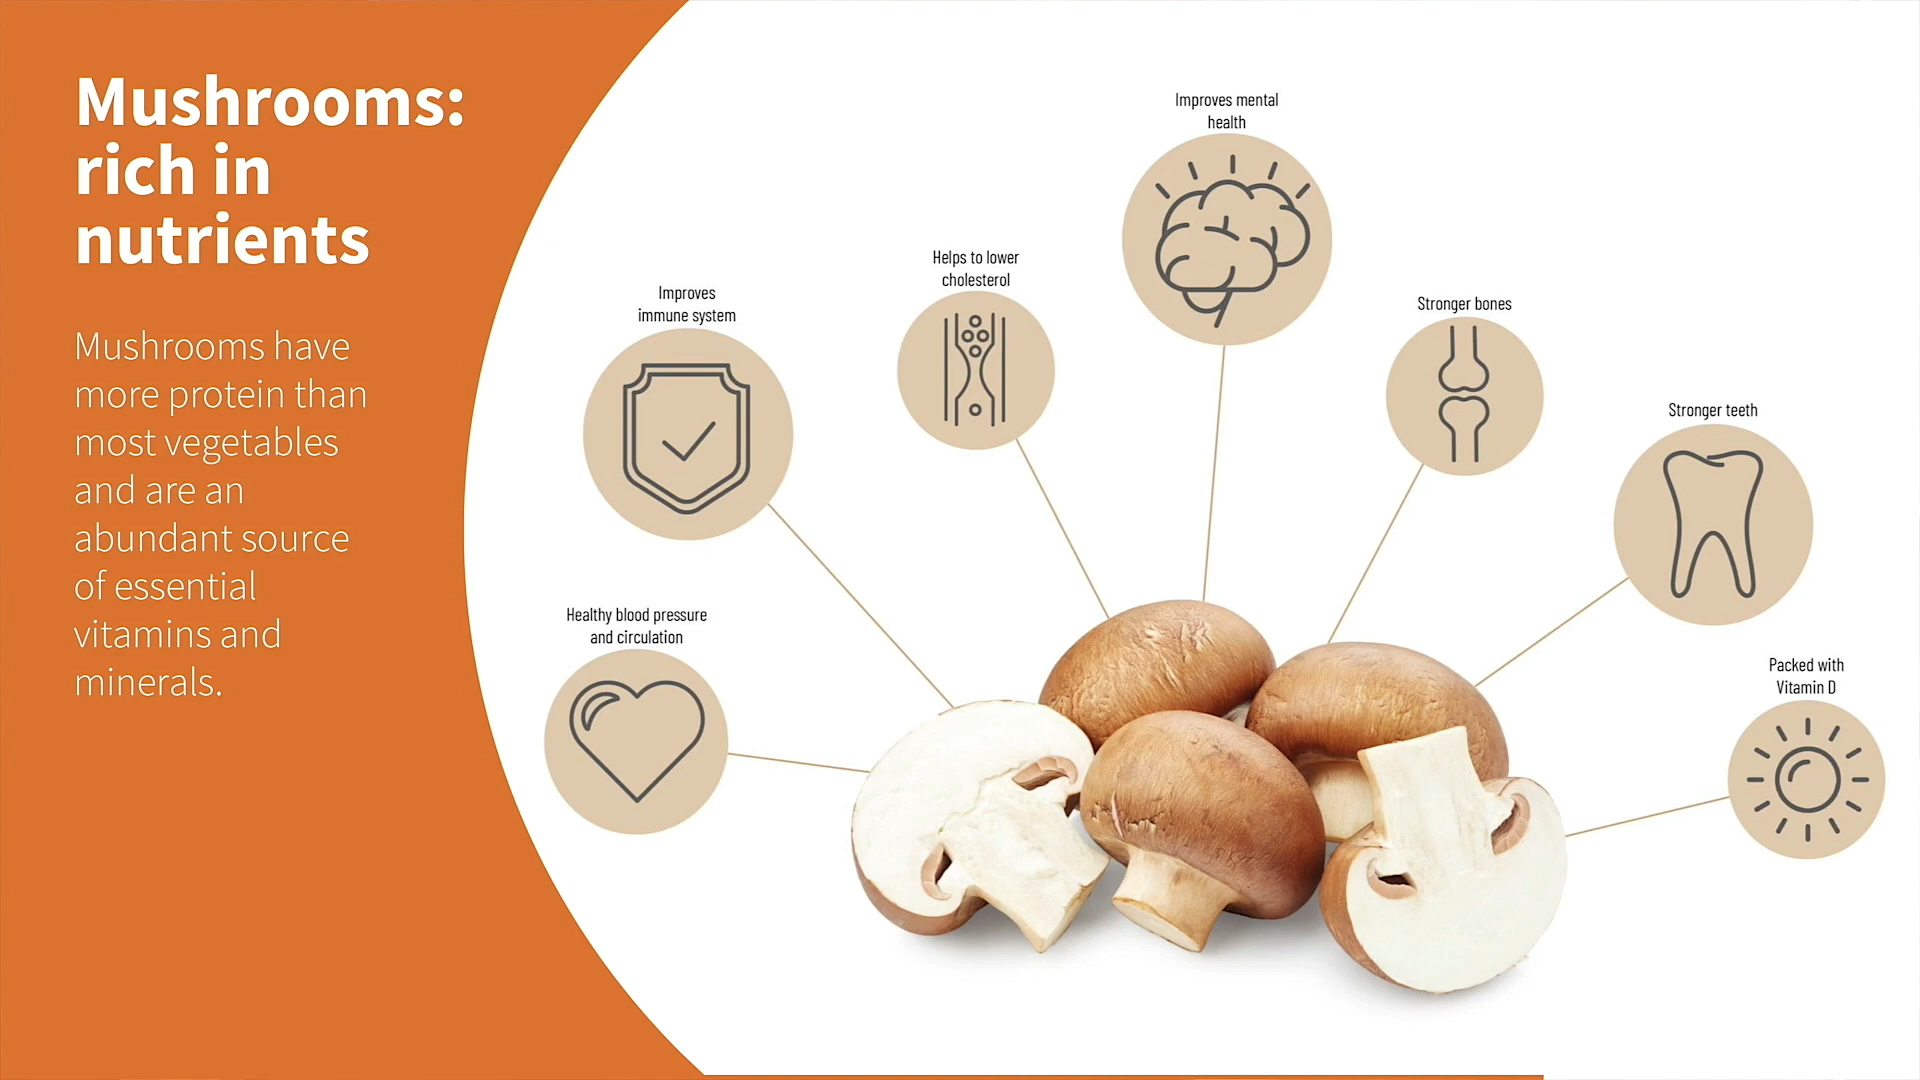 Mushrooms:
rich in
nutrients
Mushrooms have
more protein than
most vegetables
and are an
abundant source
of essential
vitamins and
minerals.
Healthy blood pressure
and circulation
Improves
immune system
Helps to lower
cholesterol
Improves mental
health
Stronger bones
Stronger teeth
Packed with
Vitamin D